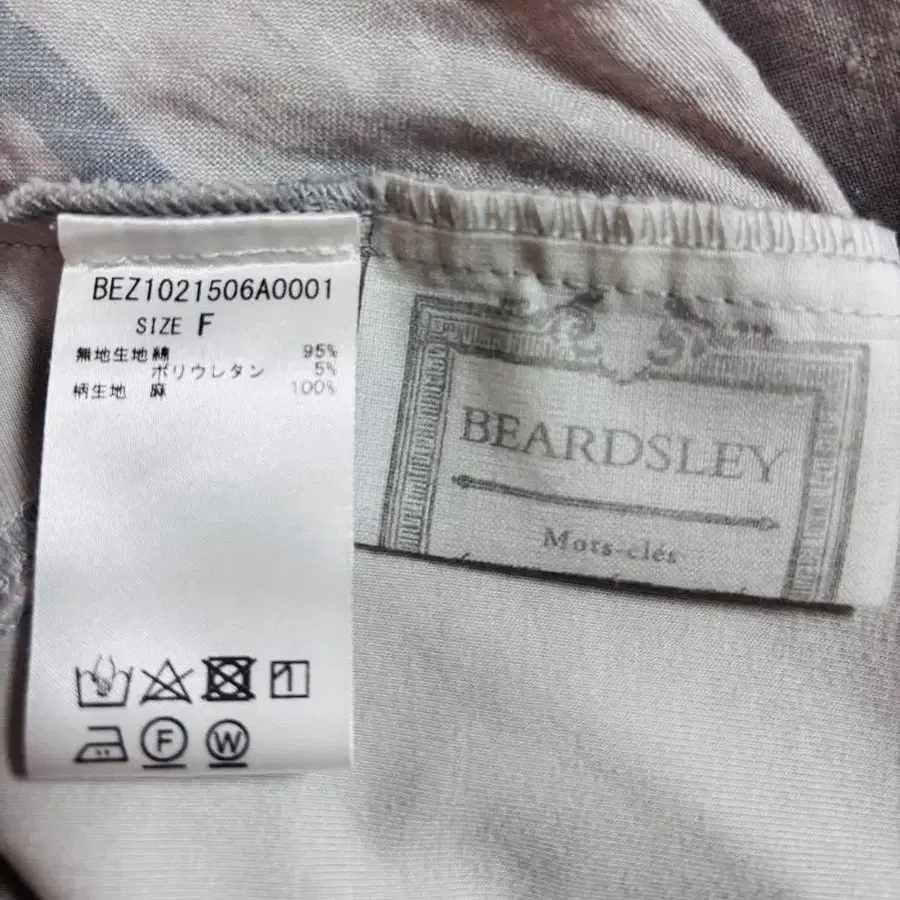 BEZ1021506A0001
SIZE F
無地生地 綿 95%
ポリウレタン 5%
柄生地 麻 100%
F W
BEARDSLEY
Mots-clés